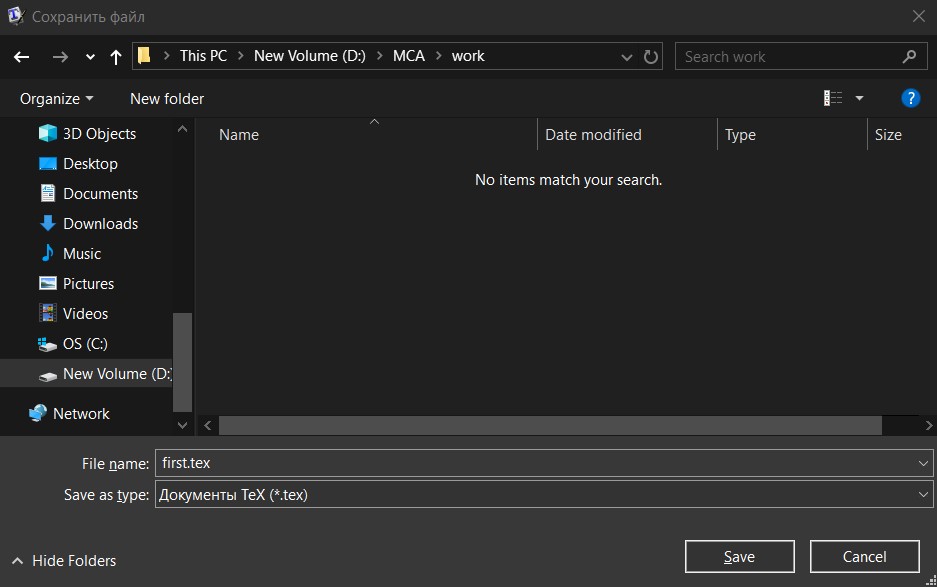 Сохранить файл
This PC > New Volume (D:) > MCA > work
Search work
Organize New folder
?
Name Date modified Type Size
No items match your search.
3D Objects
Desktop
Documents
Downloads
Music
Pictures
Videos
OS (C:)
New Volume (D:)
Network
File name: first.tex
Save as type: Документы TeX (*.tex)
Hide Folders Save Cancel